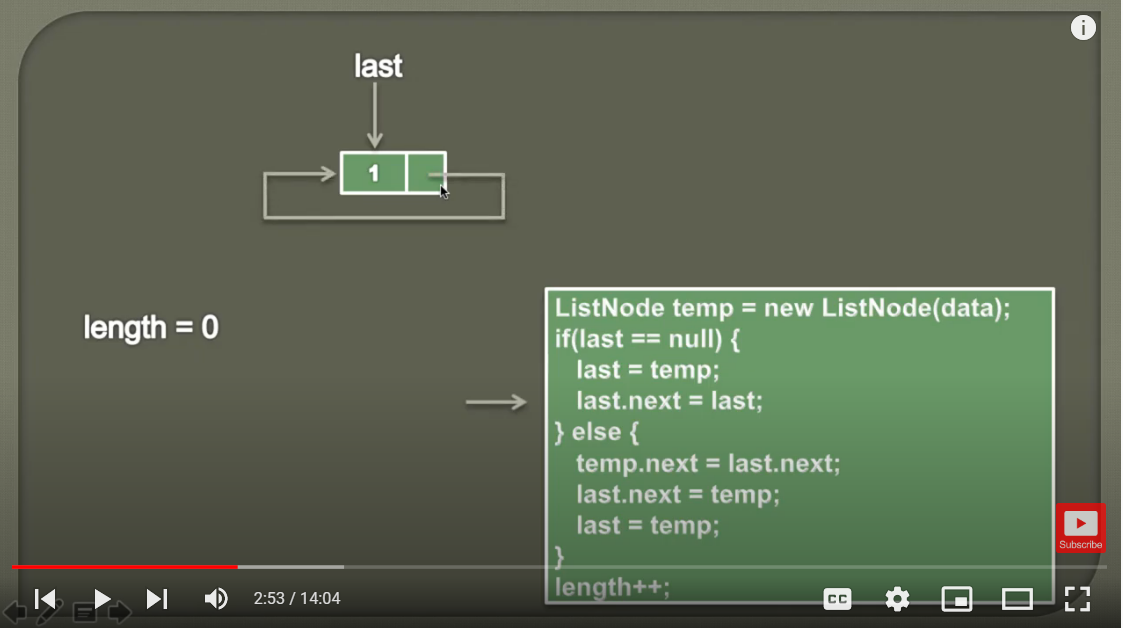 last
1
length = 0
ListNode temp = new ListNode(data);
if(last == null) {
last = temp;
last.next = last;
} else {
temp.next = last.next;
last.next = temp;
last = temp;
}
length++;
Subscribe
2:53 / 14:04
CC
i